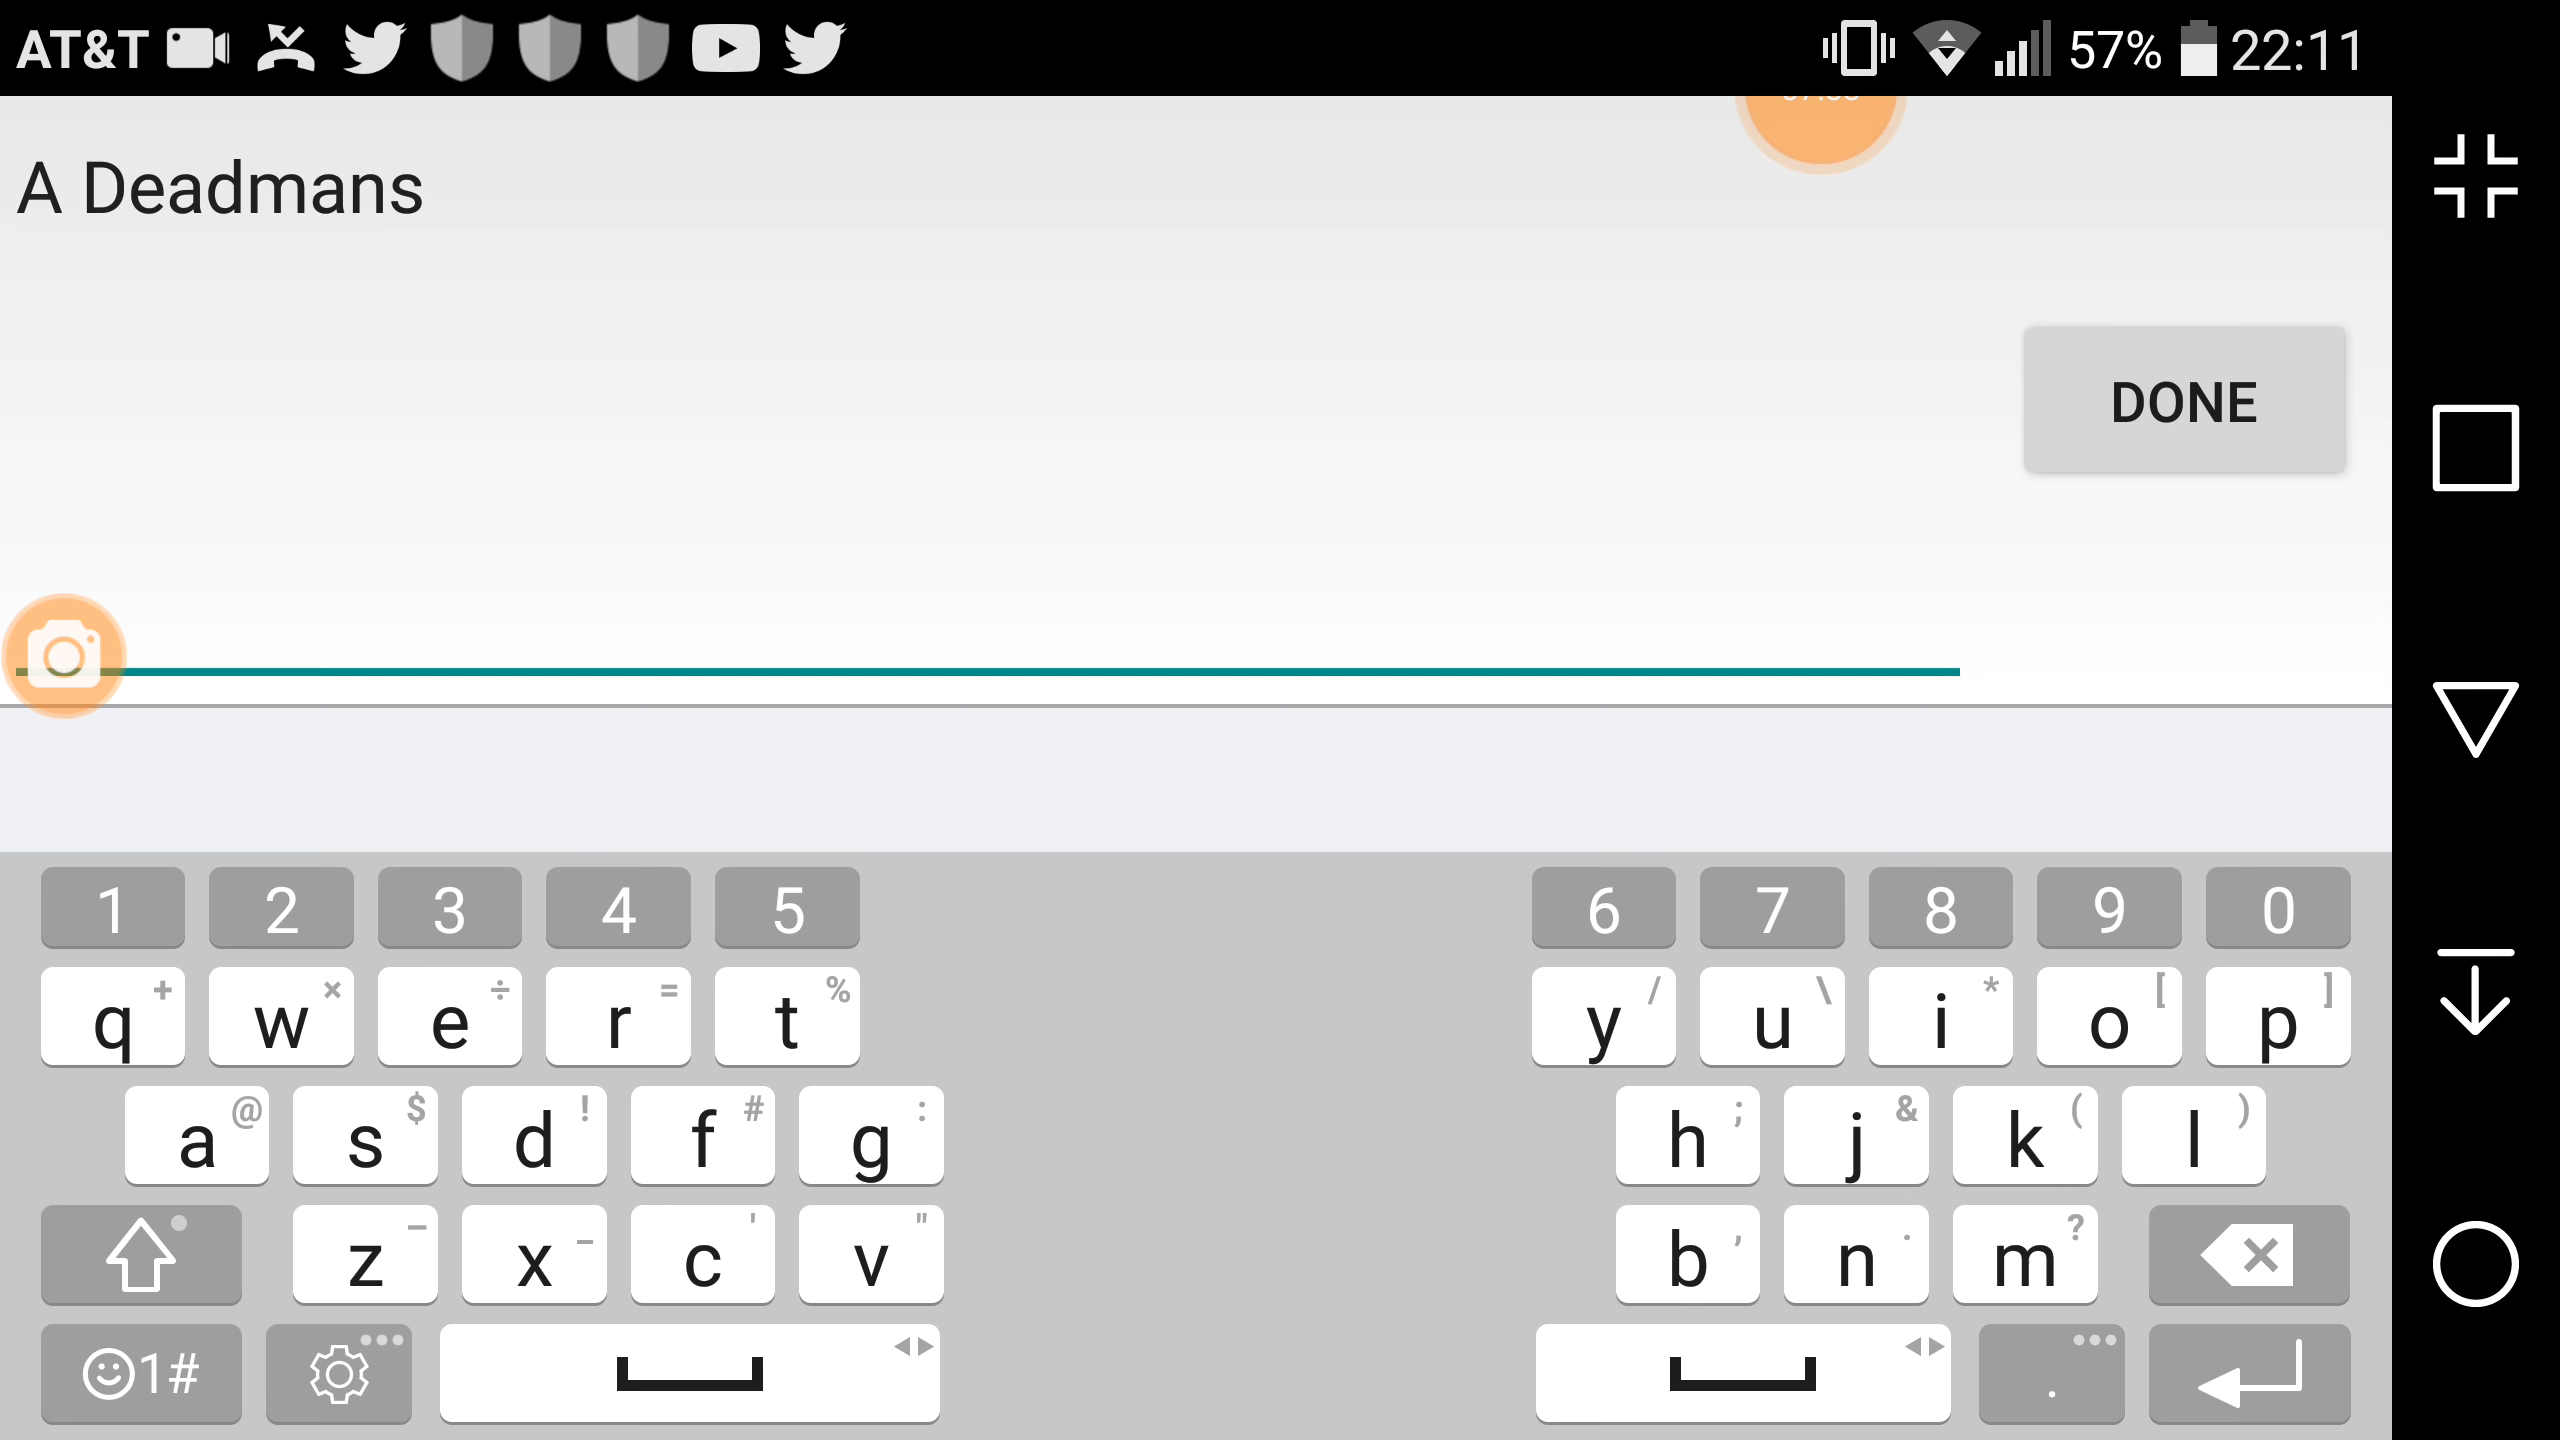 AT&T 57% 22:11
A Deadmans
DONE
1 2 3 4 5 6 7 8 9 0
q + w × e ÷ r = t % y / u \ i * o [ p ]
a @ s $ d ! f # g : h ; j & k ( l )
z – x _ c ' v " b , n . m ?
1# .